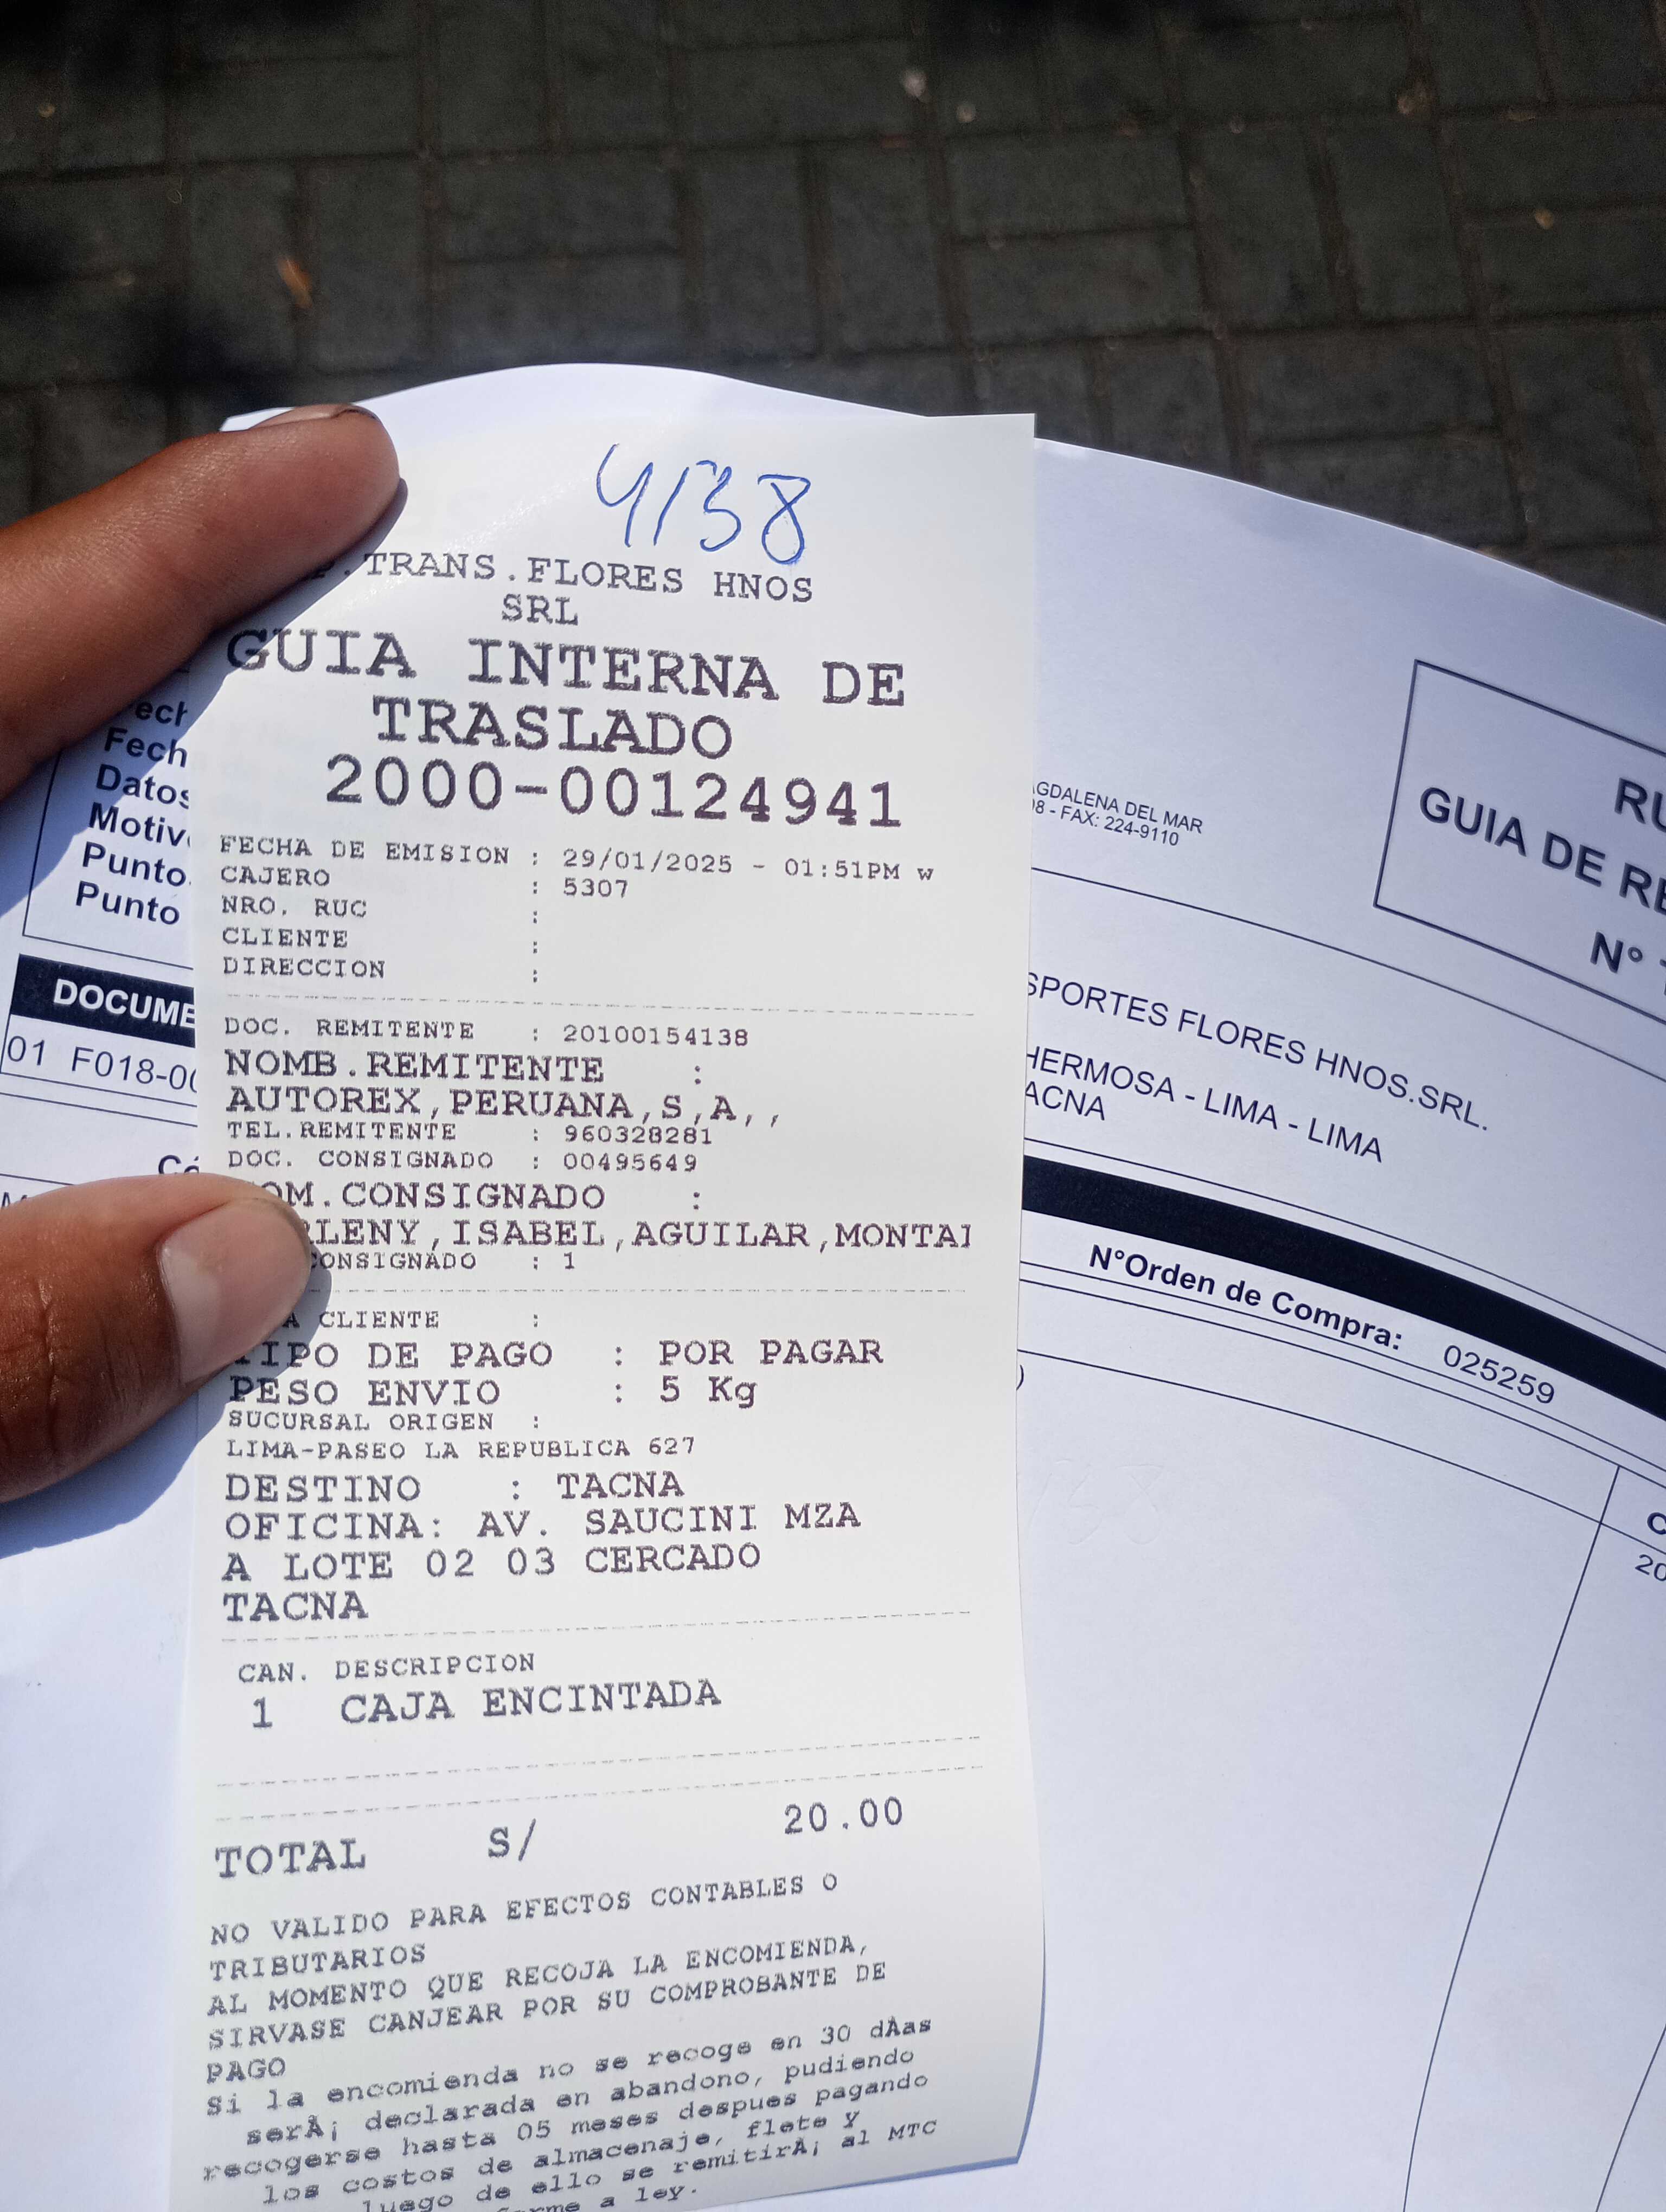 4138
TRANS.FLORES HNOS
SRL
GUIA INTERNA DE
TRASLADO
2000-00124941
FECHA DE EMISION : 29/01/2025 - 01:51PM w
CAJERO : 5307
NRO. RUC :
CLIENTE :
DIRECCION :
DOC. REMITENTE : 20100154138
NOMB.REMITENTE :
AUTOREX,PERUANA,S,A,,
TEL.REMITENTE : 960328281
DOC. CONSIGNADO : 00495649
OM.CONSIGNADO :
RLENY,ISABEL,AGUILAR,MONTAI
CONSIGNADO : 1
A CLIENTE :
TIPO DE PAGO : POR PAGAR
PESO ENVIO : 5 Kg
SUCURSAL ORIGEN :
LIMA-PASEO LA REPUBLICA 627
DESTINO : TACNA
OFICINA: AV. SAUCINI MZA
A LOTE 02 03 CERCADO
TACNA
CAN. DESCRIPCION
1 CAJA ENCINTADA
TOTAL S/ 20.00
NO VALIDO PARA EFECTOS CONTABLES O
TRIBUTARIOS
AL MOMENTO QUE RECOJA LA ENCOMIENDA,
SIRVASE CANJEAR POR SU COMPROBANTE DE
PAGO
Si la encomienda no se recoge en 30 dÃas
serÃ¡ declarada en abandono, pudiendo
recogerse hasta 05 meses despues pagando
los costos de almacenaje, flete y
luego de ello se remitirÃ¡ al MTC
a ley.
Fech
Datos
Motiv
Punto
Punto
DOCUME
01 F018-00
AGDALENA DEL MAR
98 - FAX: 224-9110
RU
GUIA DE RE
N°
SPORTES FLORES HNOS.SRL.
HERMOSA - LIMA - LIMA
ACNA
N°Orden de Compra: 025259
C
20